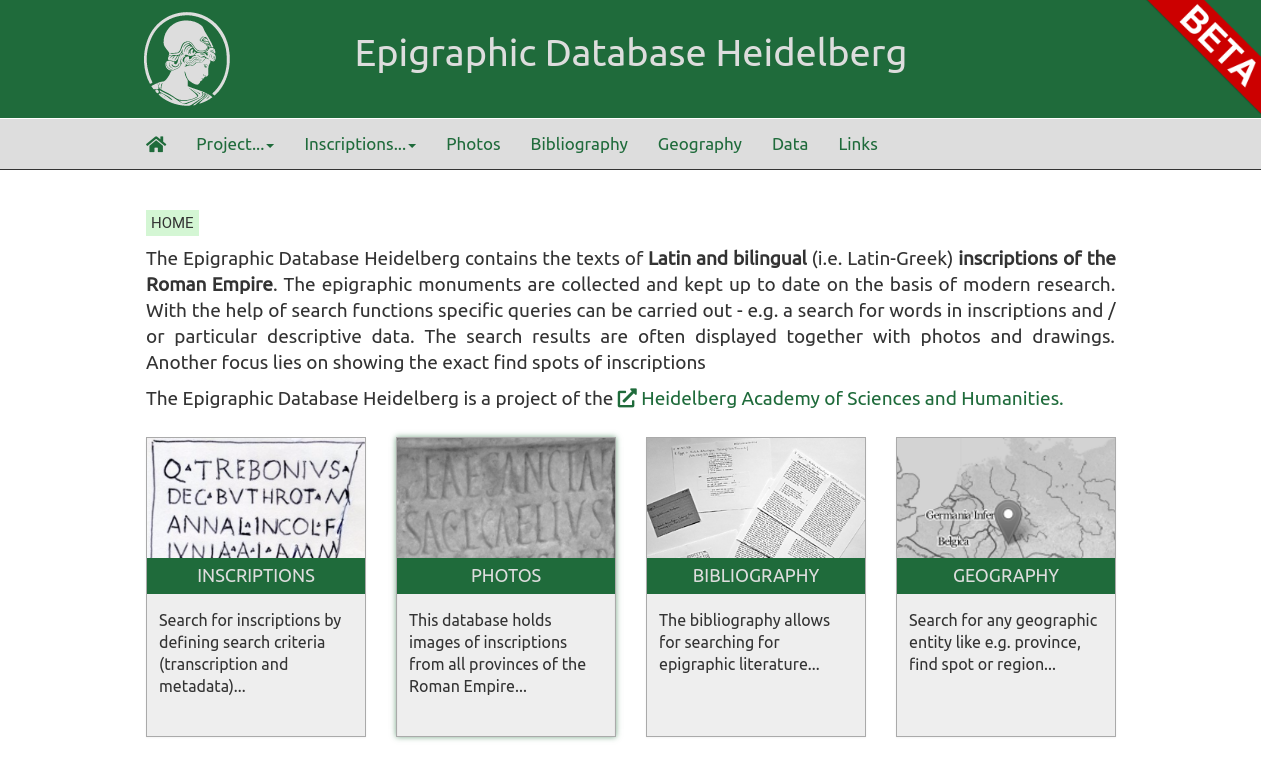 Epigraphic Database Heidelberg
BETA
Project...
Inscriptions...
Photos
Bibliography
Geography
Data
Links
HOME
The Epigraphic Database Heidelberg contains the texts of Latin and bilingual (i.e. Latin-Greek) inscriptions of the
Roman Empire. The epigraphic monuments are collected and kept up to date on the basis of modern research.
With the help of search functions specific queries can be carried out - e.g. a search for words in inscriptions and /
or particular descriptive data. The search results are often displayed together with photos and drawings.
Another focus lies on showing the exact find spots of inscriptions
The Epigraphic Database Heidelberg is a project of the Heidelberg Academy of Sciences and Humanities.
Q▲TREBONIVS▲
DEC▲BVTHROT▲M
ANNAL▲INCOL▲F
INSCRIPTIONS
Search for inscriptions by
defining search criteria
(transcription and
metadata)...
PHOTOS
This database holds
images of inscriptions
from all provinces of the
Roman Empire...
BIBLIOGRAPHY
The bibliography allows
for searching for
epigraphic literature...
Germania Infer
Belgica
GEOGRAPHY
Search for any geographic
entity like e.g. province,
find spot or region...